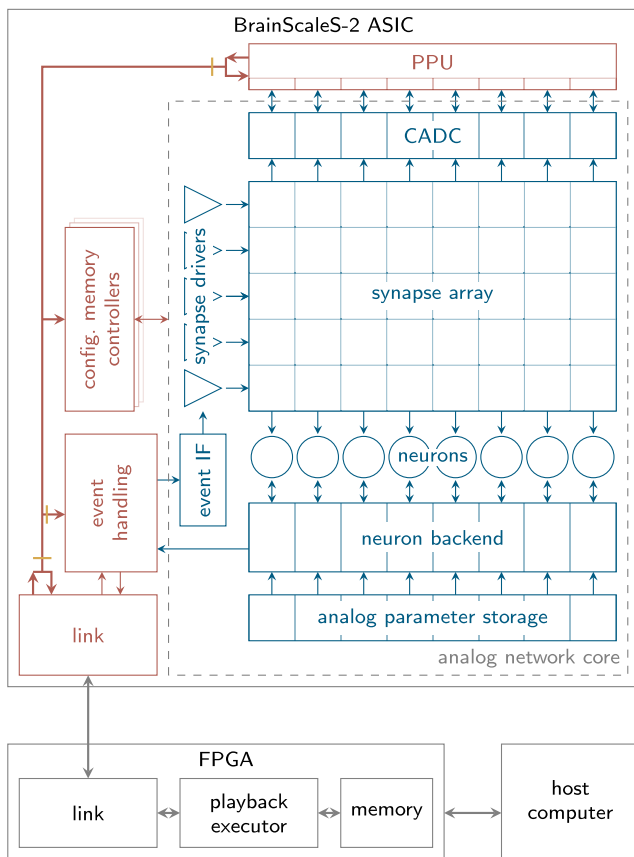 BrainScaleS-2 ASIC
PPU
CADC
synapse drivers
synapse array
config. memory
controllers
neurons
event IF
event
handling
neuron backend
analog parameter storage
link
analog network core
FPGA
link
playback
executor
memory
host
computer